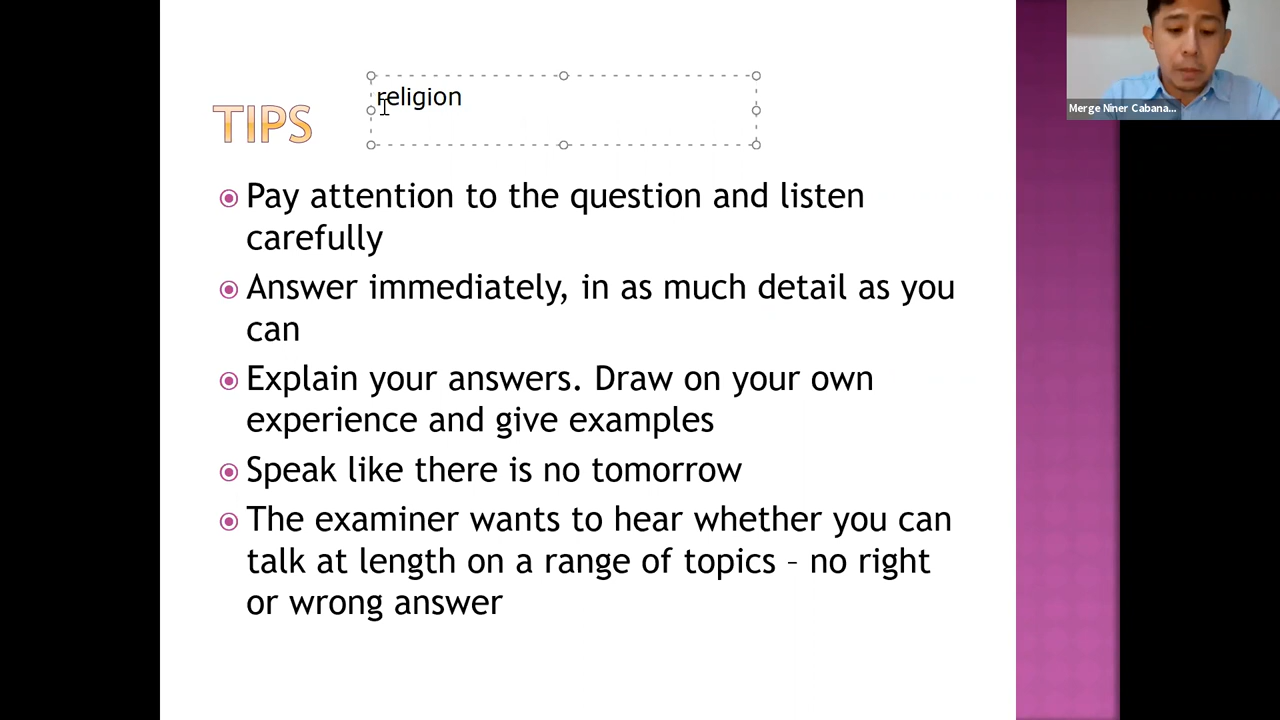 religion
TIPS
Pay attention to the question and listen
carefully
Answer immediately, in as much detail as you
can
Explain your answers. Draw on your own
experience and give examples
Speak like there is no tomorrow
The examiner wants to hear whether you can
talk at length on a range of topics – no right
or wrong answer
Merge Niner Cabana...